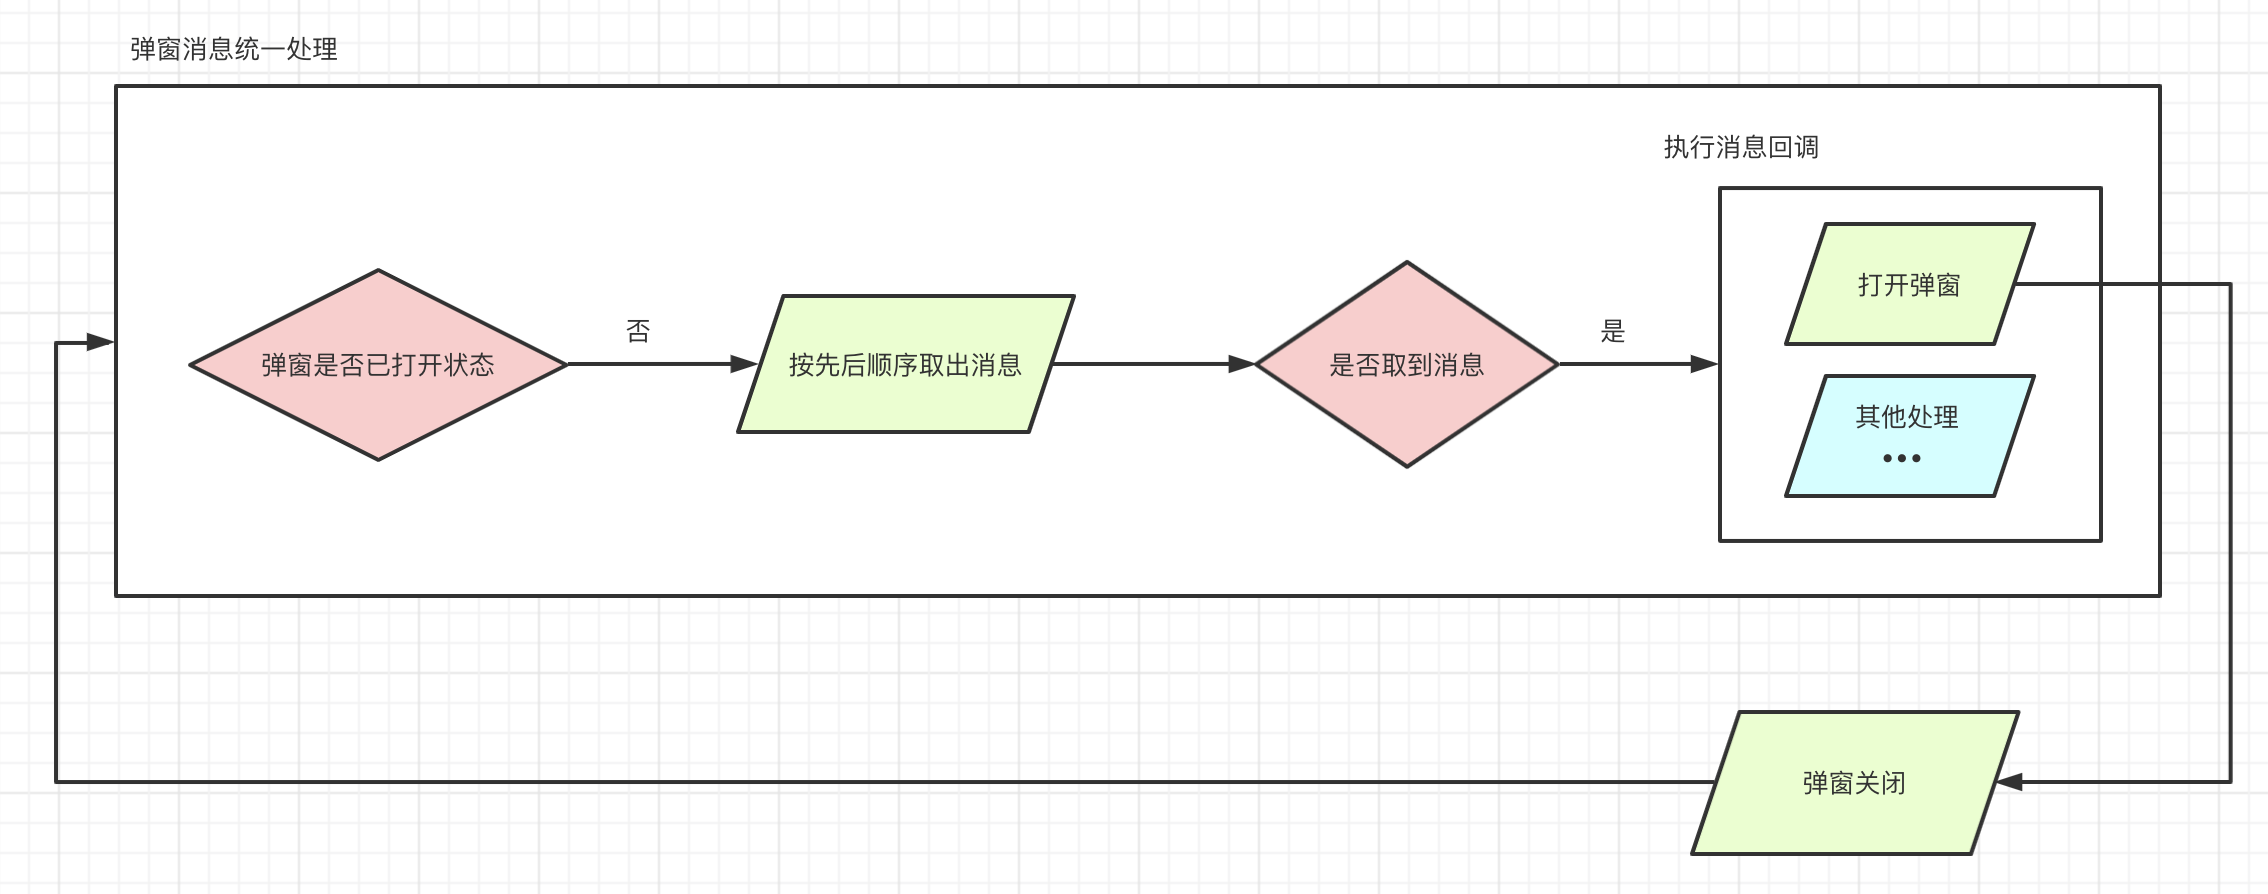 弹窗消息统一处理
执行消息回调
弹窗是否已打开状态
否
按先后顺序取出消息
是否取到消息
是
打开弹窗
其他处理
•••
弹窗关闭